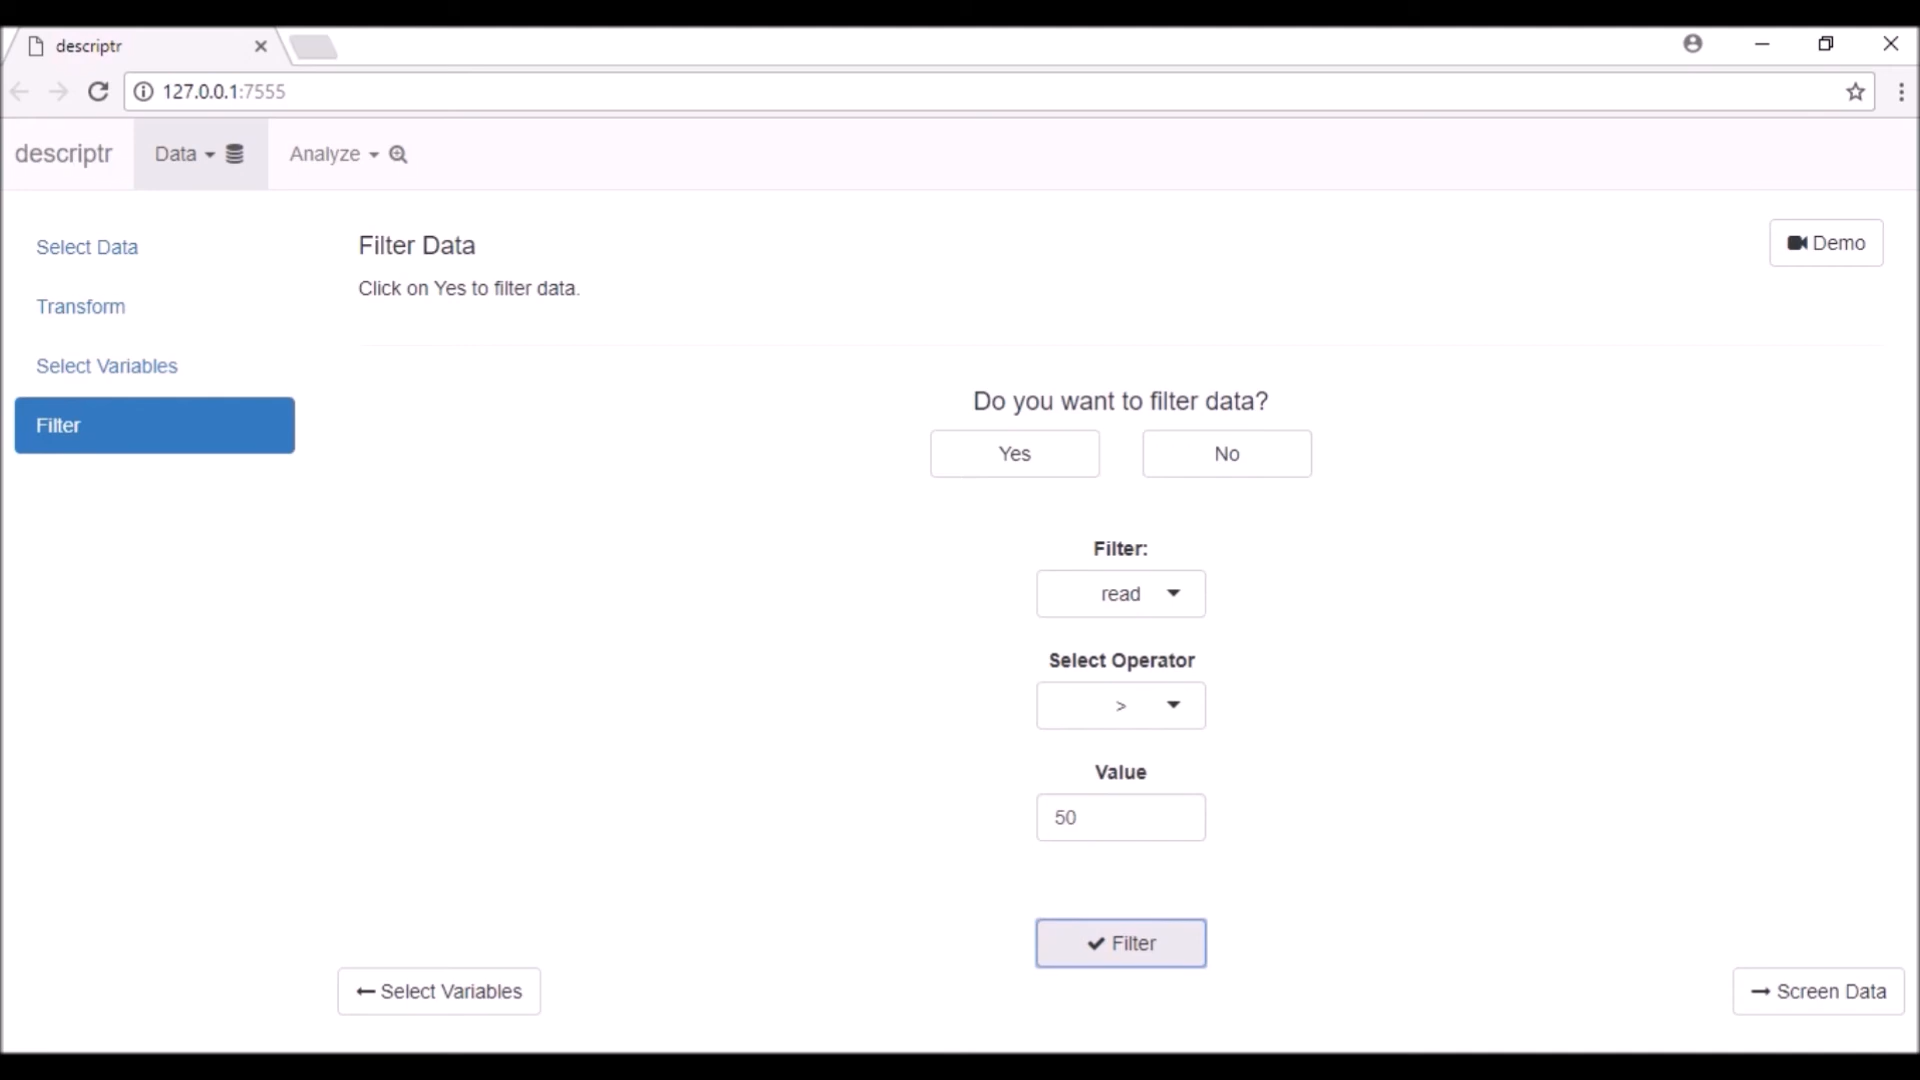 descriptr
127.0.0.1:7555
descriptr Data Analyze
Select Data
Transform
Select Variables
Filter
Filter Data
Demo
Click on Yes to filter data.
Do you want to filter data?
Yes No
Filter:
read
Select Operator
>
Value
50
Filter
Select Variables
Screen Data